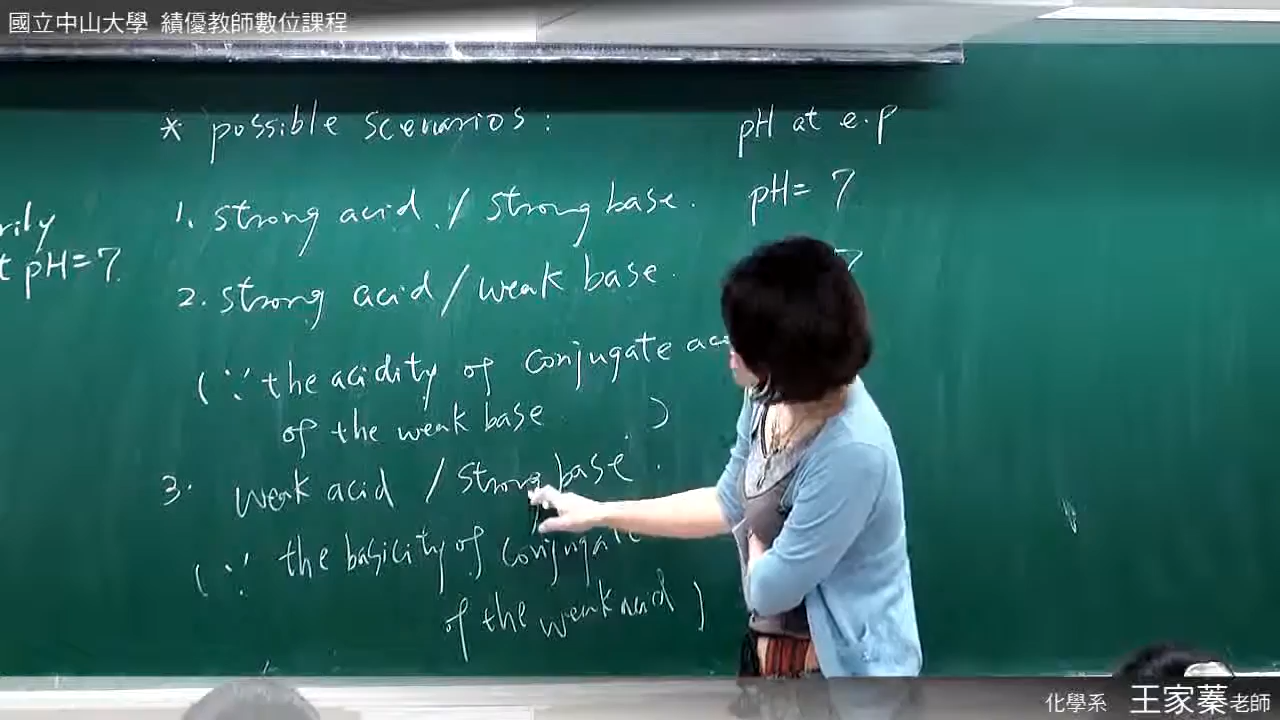 國立中山大學 績優教師數位課程
* possible scenarios: pH at e.p
1. strong acid / strong base. pH = 7
rily
t pH=7.
2. strong acid / weak base. 7
(∵ the acidity of conjugate
of the weak base )
3. weak acid / strong base.
(∵ the basicity of
of the weak acid )
化學系 王家蓁老師